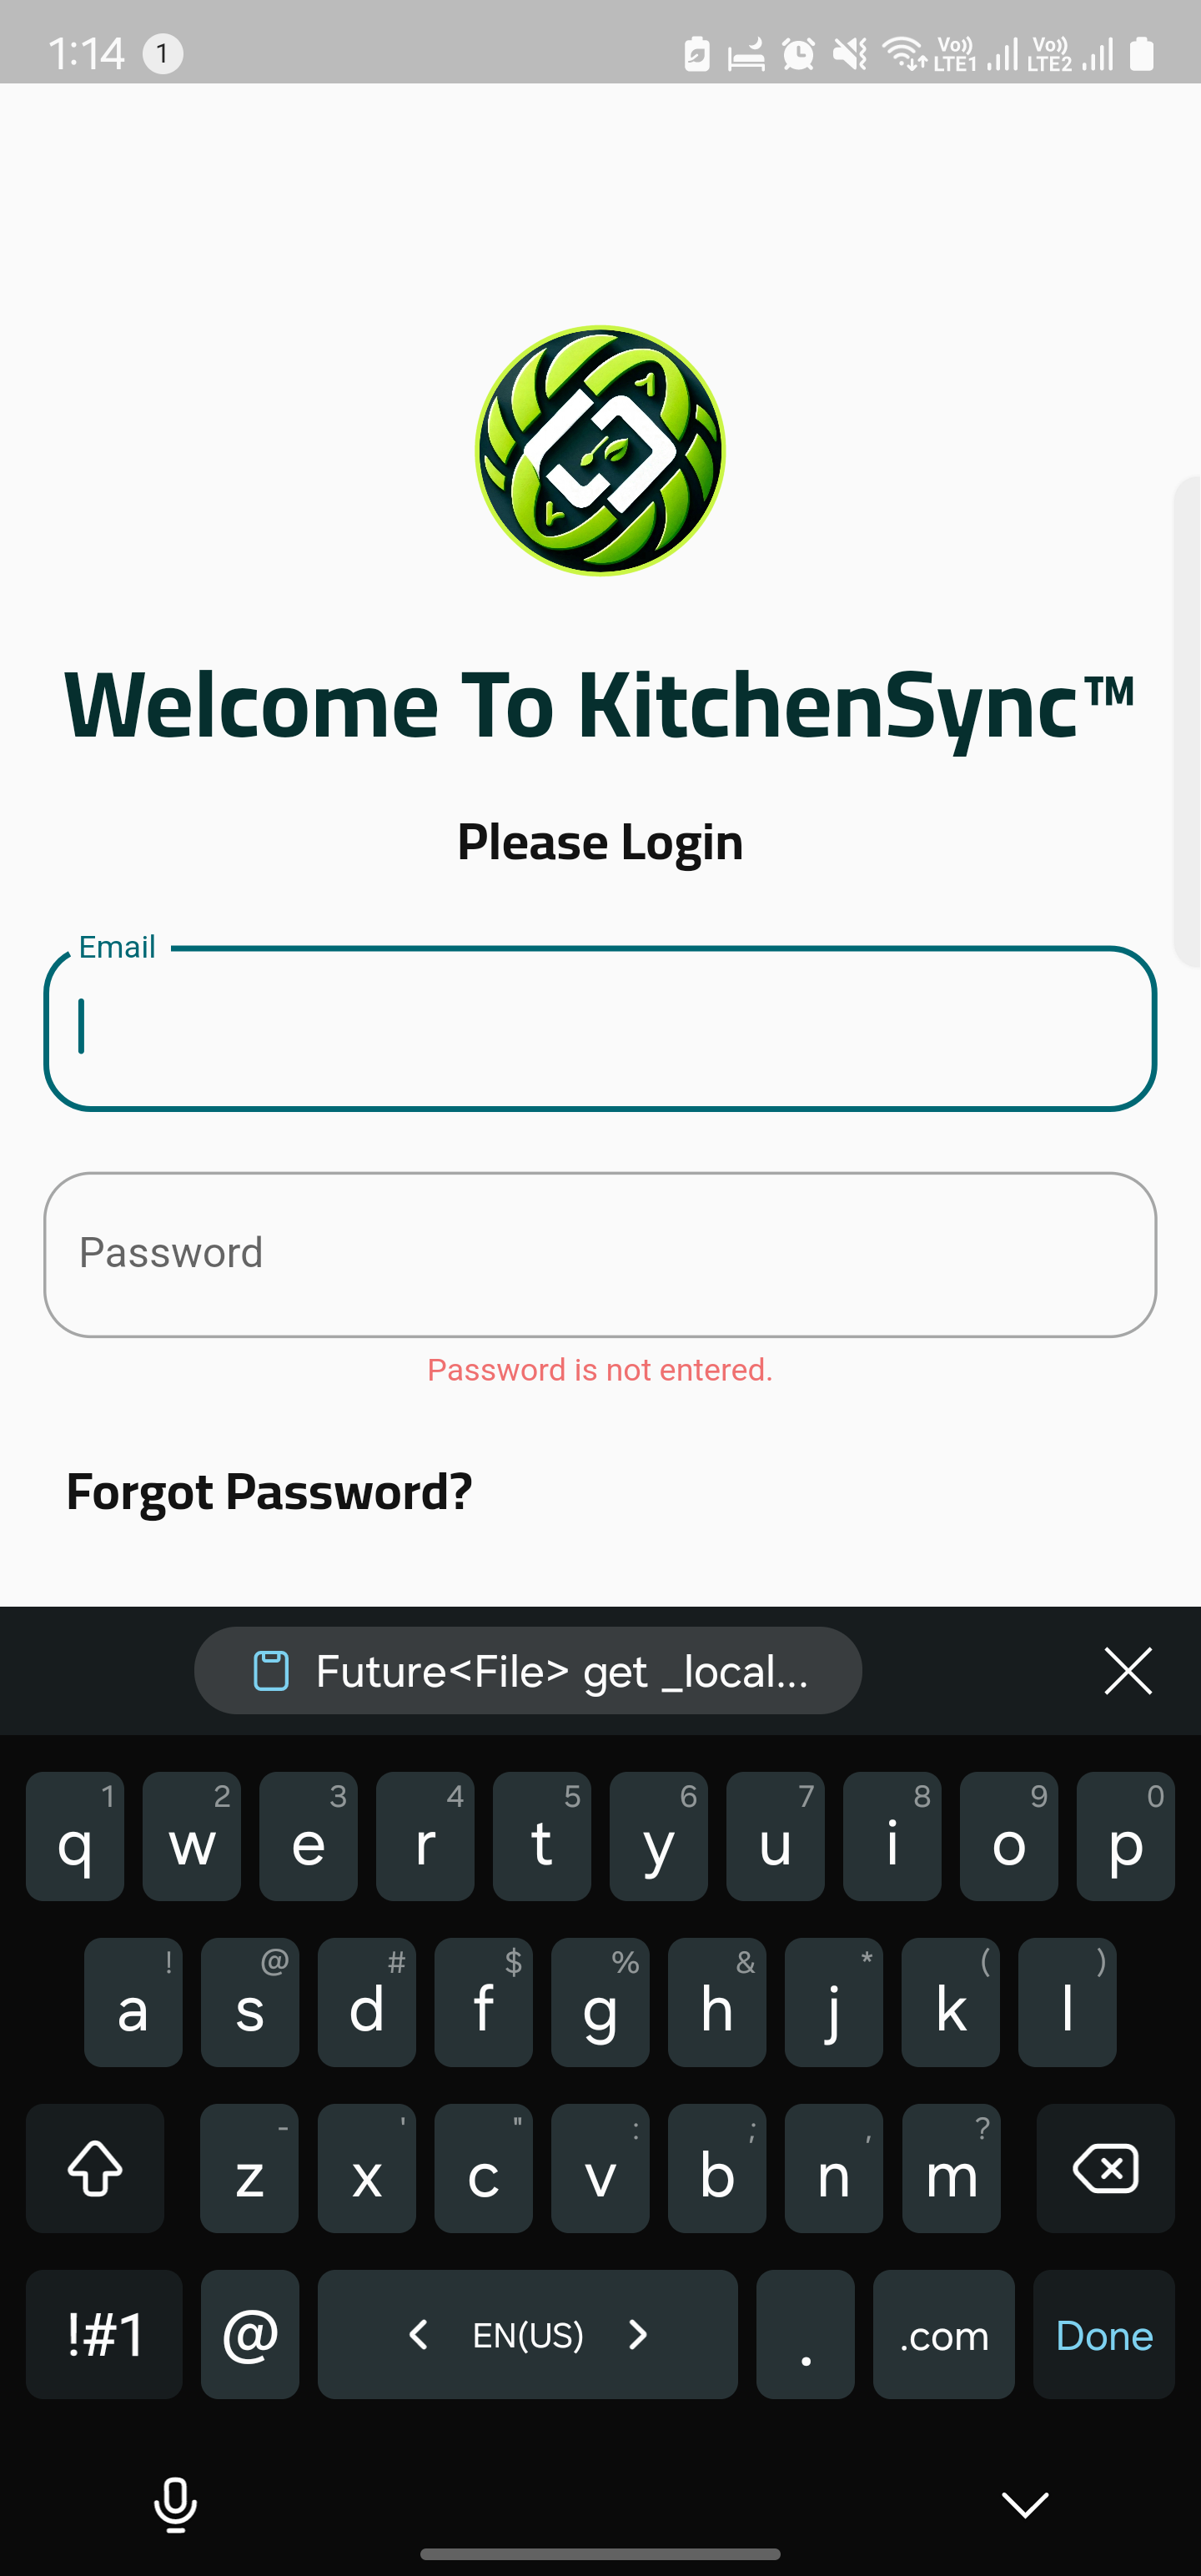 1:14 1 Vo)) LTE1 Vo)) LTE2
Welcome To KitchenSync™
Please Login
Email
Password
Password is not entered.
Forgot Password?
Future<File> get _local...
1 2 3 4 5 6 7 8 9 0
q w e r t y u i o p
! @ # $ % & * ( )
a s d f g h j k l
- ' " : ; , ?
z x c v b n m
!#1 @ EN(US) . .com Done